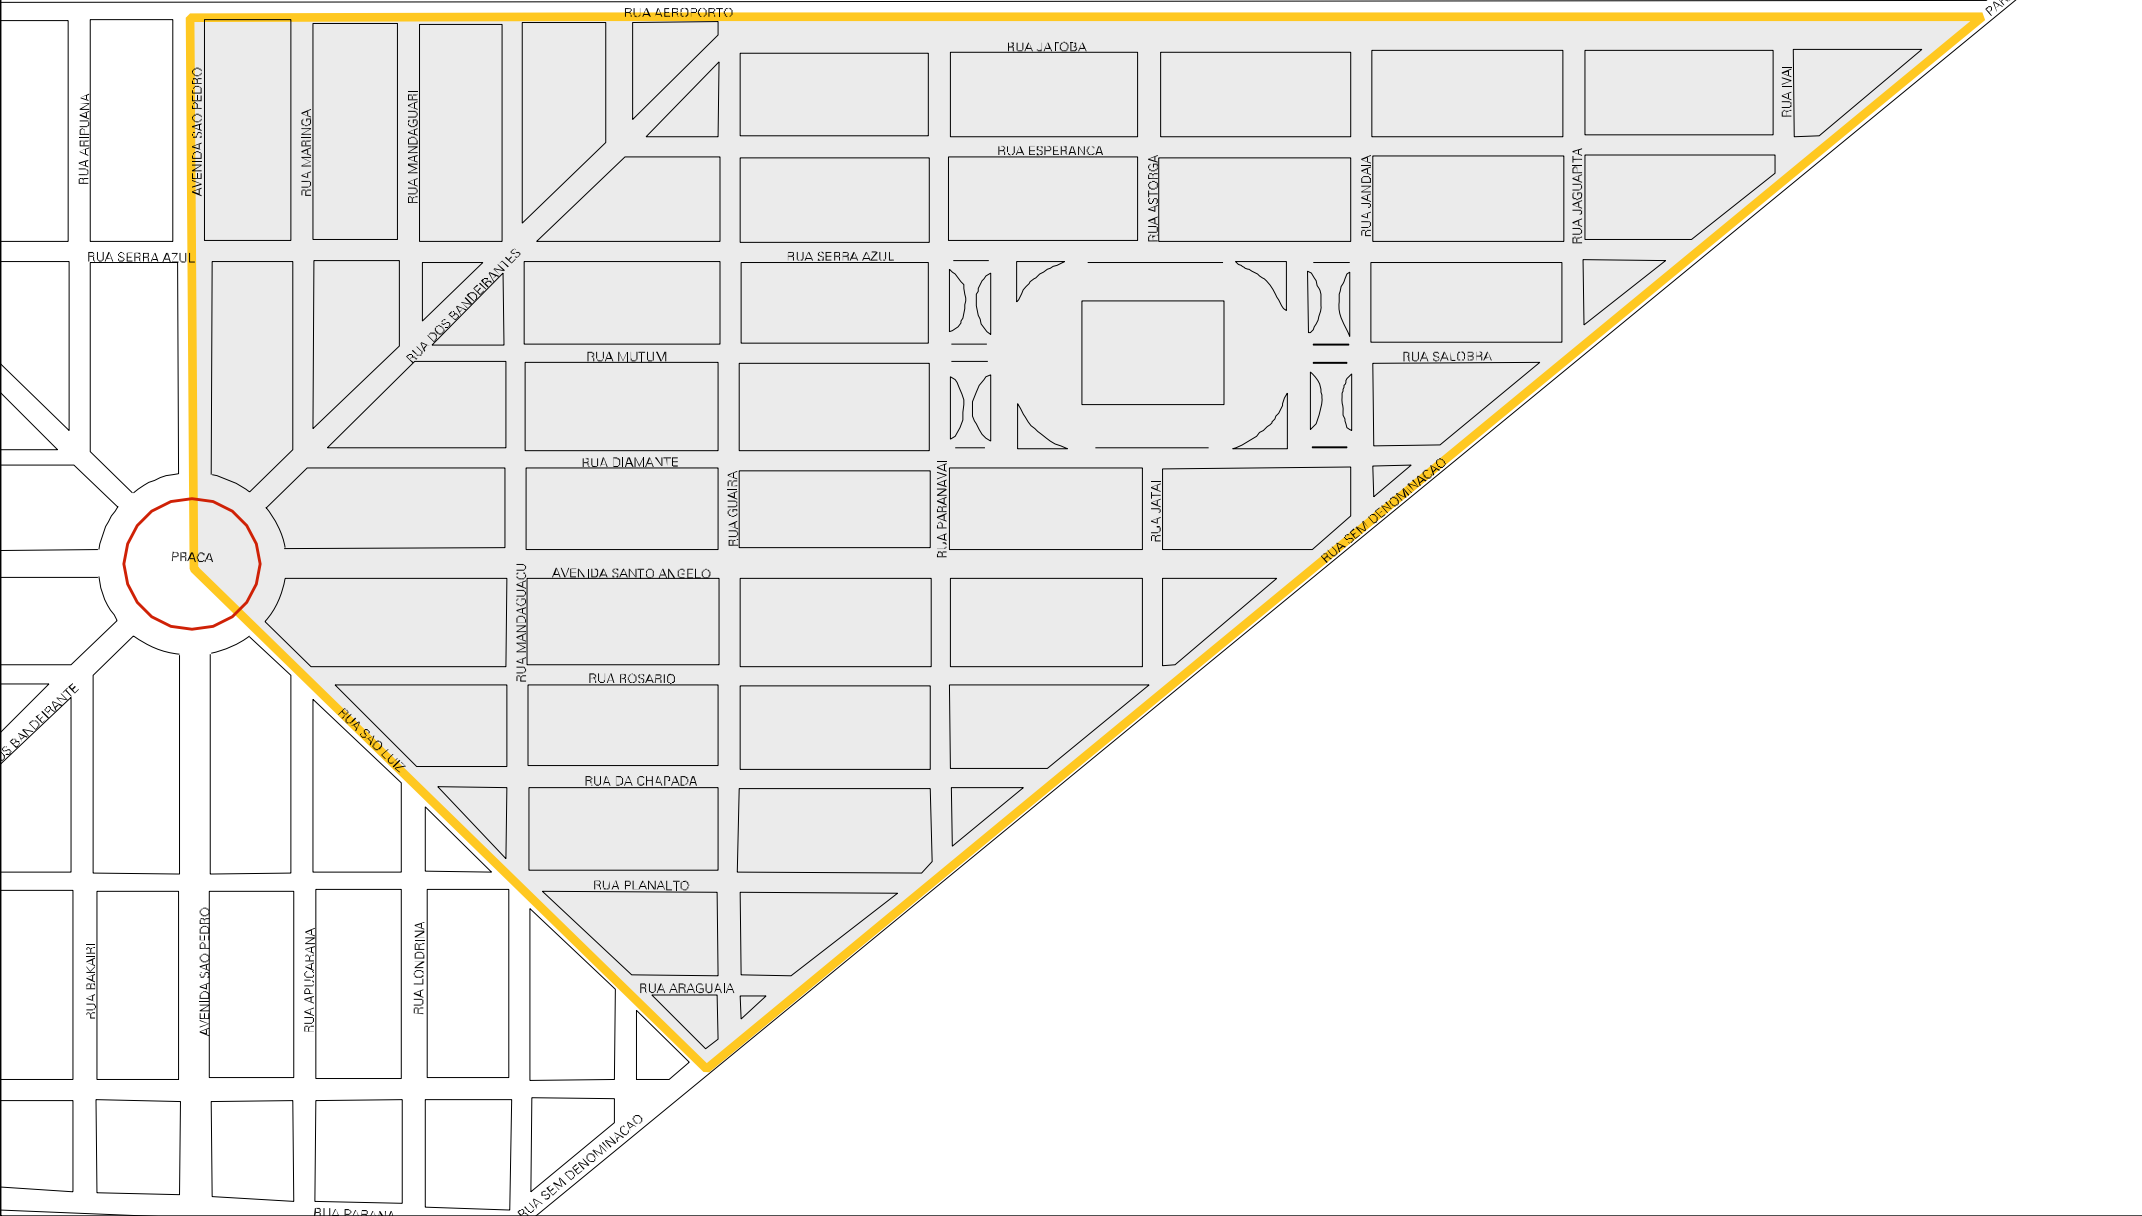 RUA AEROPORTO
RUA JATOBA
RUA ARIPUANA
AVENIDA SAO PEDRO
RUA MARINGA
RUA MANDAGUARI
RUA IVAI
RUA ESPERANCA
RUA ASTORGA
RUA JANDAIA
RUA JAGUAPITA
RUA SERRA AZUL
RUA SERRA AZUL
RUA DOS BANDEIRANTES
RUA MUTUM
RUA SALOBRA
RUA DIAMANTE
RUA GUAIRA
RUA PARANAVAI
RUA JATAI
RUA SEM DENOMINACAO
PRACA
AVENIDA SANTO ANGELO
RUA MANDAGUACU
RUA ROSARIO
OS BANDEIRANTE
RUA SAO LUIZ
RUA DA CHAPADA
RUA PLANALTO
RUA BAKAIRI
AVENIDA SAO PEDRO
RUA APUCARANA
RUA LONDRINA
RUA ARAGUAIA
RUA SEM DENOMINACAO
RUA PARANA